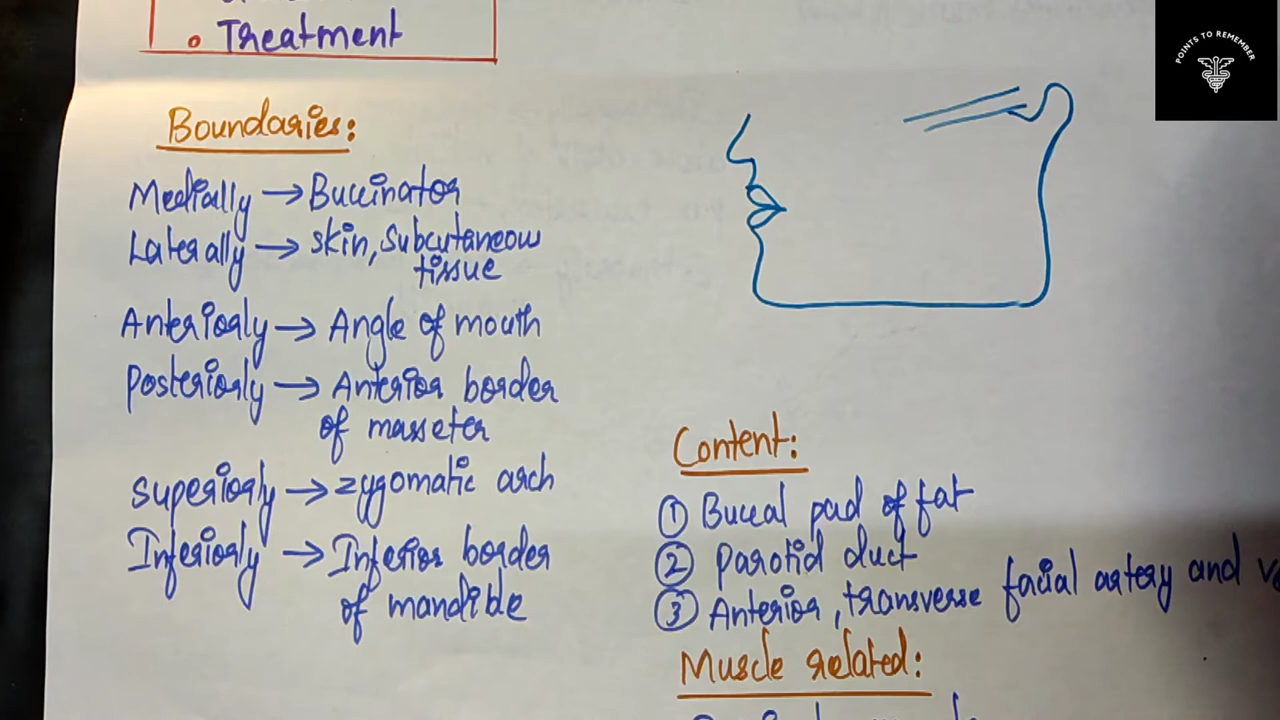 • Treatment
Boundaries:
Medially → Buccinator
Laterally → skin, subcutaneous
tissue
Anteriorly → Angle of mouth
Posteriorly → Anterior border
of masseter
Superiorly → zygomatic arch
Inferiorly → Inferior border
of mandible
POINTS TO REMEMBER
Content:
① Buccal pad of fat
② Parotid duct
③ Anterior, transverse facial artery and
Muscle related: